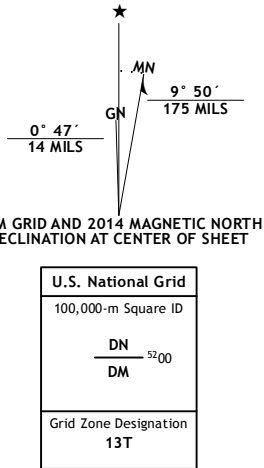 MN
9° 50´
175 MILS
GN
0° 47´
14 MILS
M GRID AND 2014 MAGNETIC NORTH
ECLINATION AT CENTER OF SHEET
U.S. National Grid
100,000-m Square ID
DN
5200
DM
Grid Zone Designation
13T